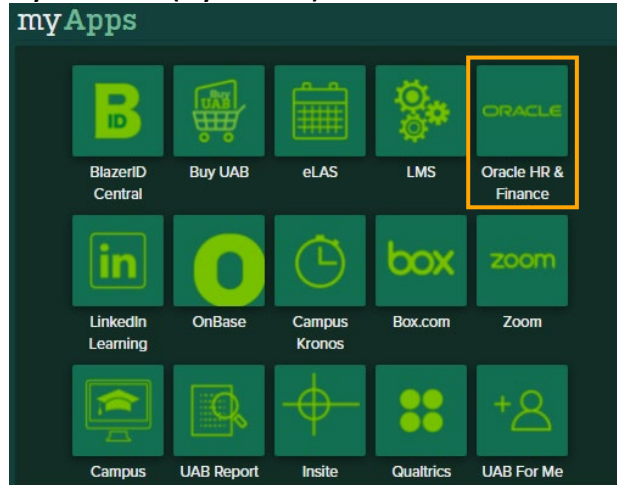 myApps
B
ID
Buy
UAB
ORACLE
BlazerID
Central
Buy UAB
eLAS
LMS
Oracle HR &
Finance
in
O
box
zoom
LinkedIn
Learning
OnBase
Campus
Kronos
Box.com
Zoom
Campus
UAB Report
Insite
Qualtrics
UAB For Me